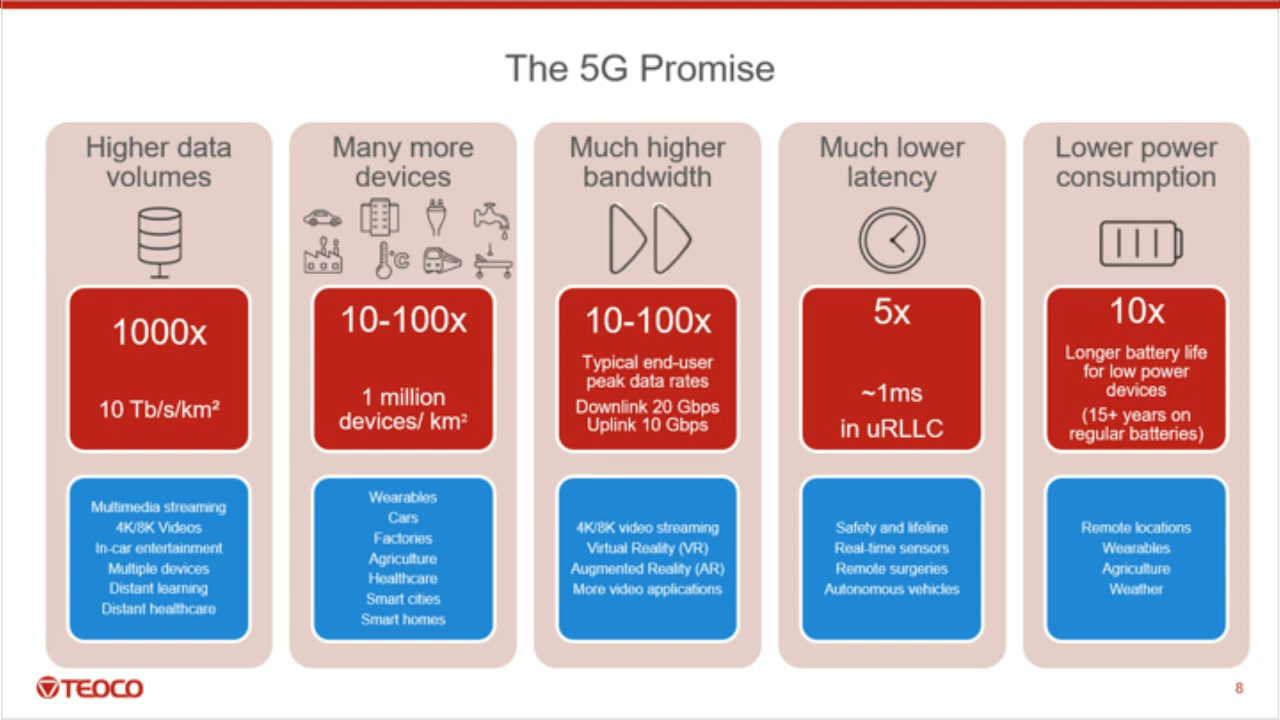 The 5G Promise
Higher data
volumes
1000x
10 Tb/s/km²
Multimedia streaming
4K/8K Videos
In-car entertainment
Multiple devices
Distant learning
Distant healthcare
Many more
devices
°C
10-100x
1 million
devices/ km²
Wearables
Cars
Factories
Agriculture
Healthcare
Smart cities
Smart homes
Much higher
bandwidth
10-100x
Typical end-user
peak data rates
Downlink 20 Gbps
Uplink 10 Gbps
4K/8K video streaming
Virtual Reality (VR)
Augmented Reality (AR)
More video applications
Much lower
latency
5x
~1ms
in uRLLC
Safety and lifeline
Real-time sensors
Remote surgeries
Autonomous vehicles
Lower power
consumption
10x
Longer battery life
for low power
devices
(15+ years on
regular batteries)
Remote locations
Wearables
Agriculture
Weather
TEOCO
8